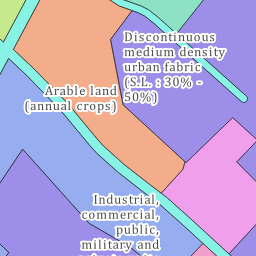 Discontinuous
medium density
urban fabric
(S.L. : 30% -
50%)
Arable land
(annual crops)
Industrial,
commercial,
public,
military and